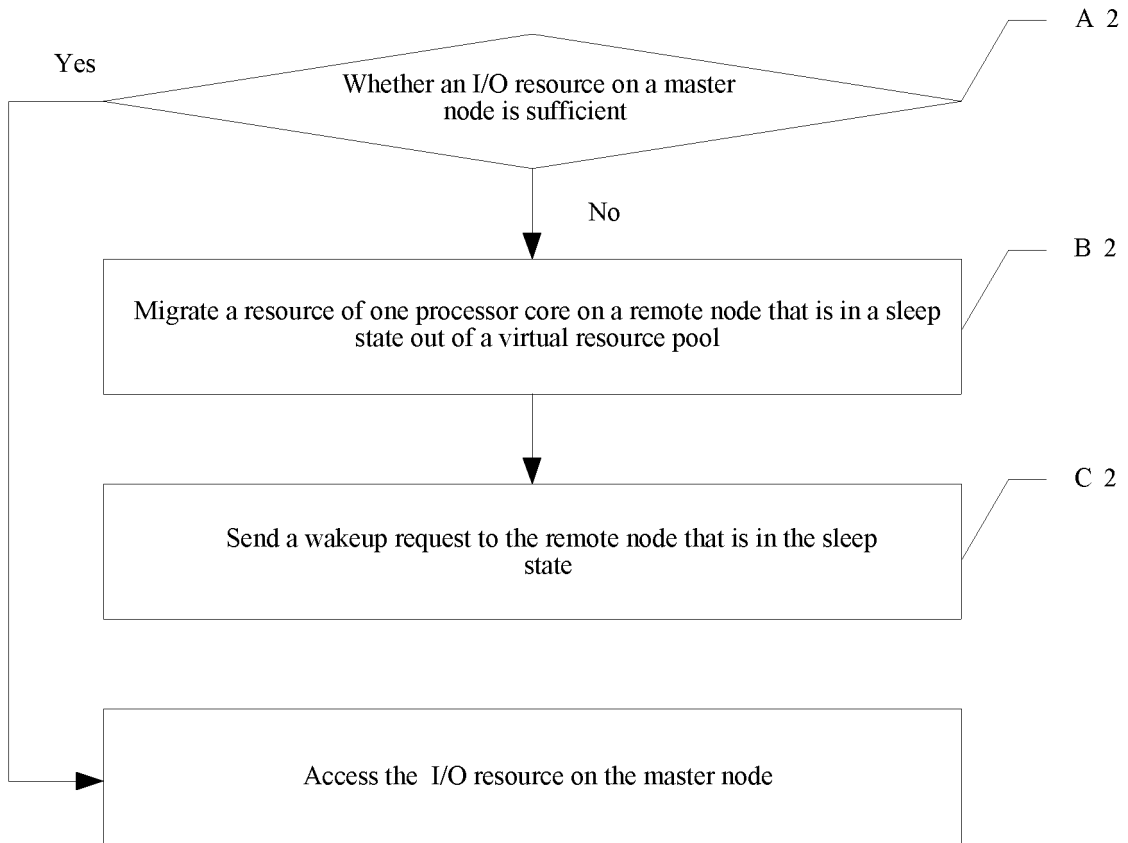 A 2
Yes
Whether an I/O resource on a master
node is sufficient
No
B 2
Migrate a resource of one processor core on a remote node that is in a sleep
state out of a virtual resource pool
C 2
Send a wakeup request to the remote node that is in the sleep
state
Access the I/O resource on the master node